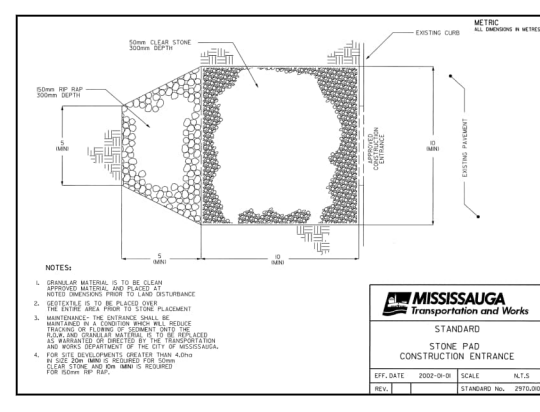 METRIC
ALL DIMENSIONS IN METRES
50mm CLEAR STONE
300mm DEPTH
EXISTING CURB
150mm RIP RAP
300mm DEPTH
5
(MIN)
APPROVED
CONSTRUCTION
ENTRANCE
10
(MIN)
EXISTING PAVEMENT
5
(MIN)
10
(MIN)
NOTES:
1. GRANULAR MATERIAL IS TO BE CLEAN
APPROVED MATERIAL AND PLACED AT
NOTED DIMENSIONS PRIOR TO LAND DISTURBANCE
2. GEOTEXTILE IS TO BE PLACED OVER
THE ENTIRE AREA PRIOR TO STONE PLACEMENT
3. MAINTENANCE- THE ENTRANCE SHALL BE
MAINTAINED IN A CONDITION WHICH WILL REDUCE
TRACKING OR FLOWING OF SEDIMENT ONTO THE
R.O.W. AND GRANULAR MATERIAL IS TO BE REPLACED
AS WARRANTED OR DIRECTED BY THE TRANSPORTATION
AND WORKS DEPARTMENT OF THE CITY OF MISSISSAUGA.
4. FOR SITE DEVELOPMENTS GREATER THAN 4.0ha
IN SIZE 20m (MIN) IS REQUIRED FOR 50mm
CLEAR STONE AND 10m (MIN) IS REQUIRED
FOR 150mm RIP RAP.
MISSISSAUGA
Transportation and Works
STANDARD
STONE PAD
CONSTRUCTION ENTRANCE
EFF. DATE 2002-01-01 SCALE N.T.S
REV. STANDARD No. 2970.010